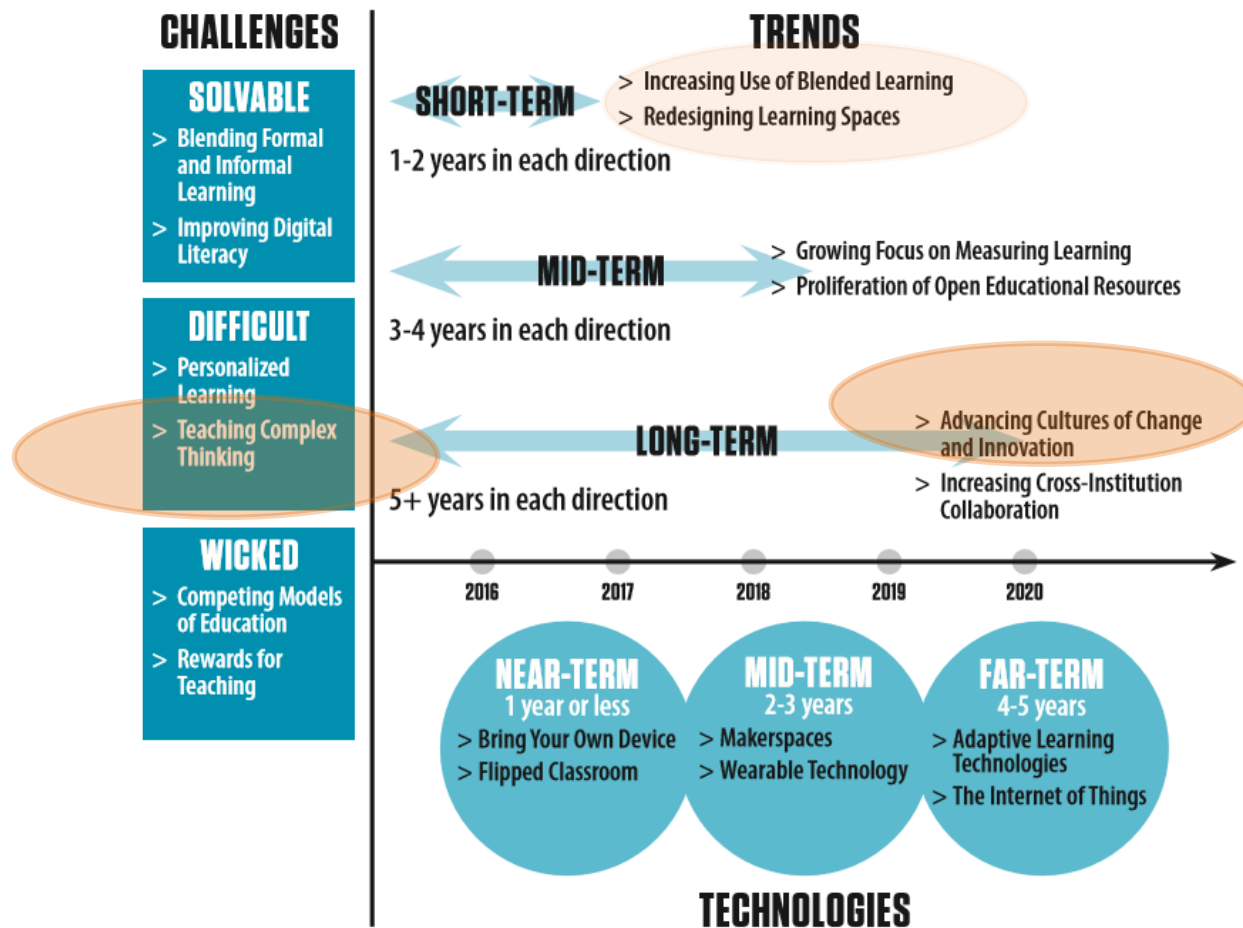 CHALLENGES
SOLVABLE
> Blending Formal
and Informal
Learning
> Improving Digital
Literacy
DIFFICULT
> Personalized
Learning
> Teaching Complex
Thinking
WICKED
> Competing Models
of Education
> Rewards for
Teaching
TRENDS
SHORT-TERM
> Increasing Use of Blended Learning
> Redesigning Learning Spaces
1-2 years in each direction
MID-TERM
> Growing Focus on Measuring Learning
> Proliferation of Open Educational Resources
3-4 years in each direction
LONG-TERM
> Advancing Cultures of Change
and Innovation
> Increasing Cross-Institution
Collaboration
5+ years in each direction
2016 2017 2018 2019 2020
NEAR-TERM
1 year or less
> Bring Your Own Device
> Flipped Classroom
MID-TERM
2-3 years
> Makerspaces
> Wearable Technology
FAR-TERM
4-5 years
> Adaptive Learning
Technologies
> The Internet of Things
TECHNOLOGIES